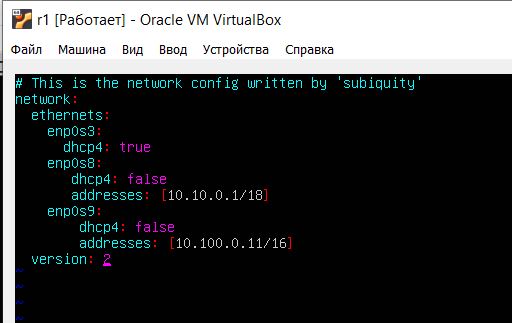 r1 [Работает] - Oracle VM VirtualBox
Файл Машина Вид Ввод Устройства Справка
# This is the network config written by 'subiquity'
network:
  ethernets:
    enp0s3:
      dhcp4: true
    enp0s8:
       dhcp4: false
       addresses: [10.10.0.1/18]
    enp0s9:
        dhcp4: false
        addresses: [10.100.0.11/16]
  version: 2
~
~
~
~